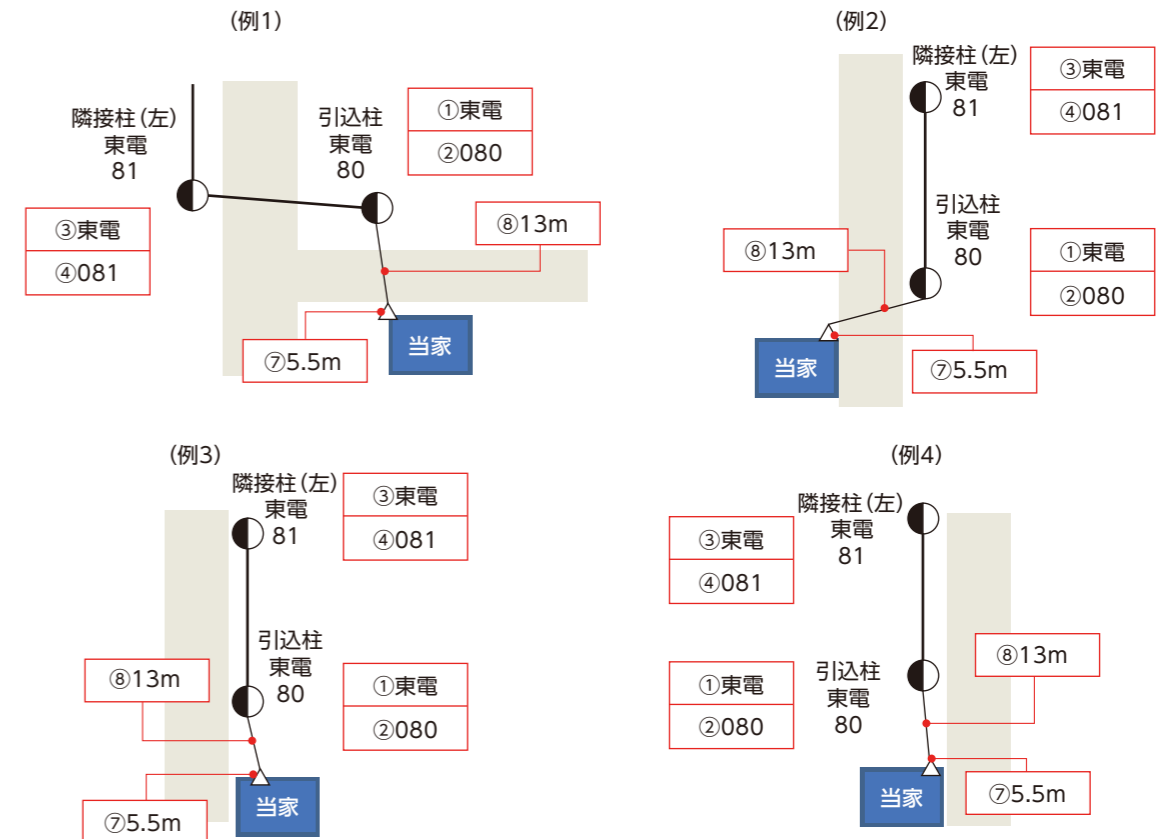 (例1)
隣接柱(左)
東電
81
引込柱
東電
80
①東電
②080
③東電
④081
⑧13m
⑦5.5m
当家
(例2)
隣接柱(左)
東電
81
③東電
④081
引込柱
東電
80
①東電
②080
⑧13m
⑦5.5m
当家
(例3)
隣接柱(左)
東電
81
③東電
④081
引込柱
東電
80
①東電
②080
⑧13m
⑦5.5m
当家
(例4)
隣接柱(左)
東電
81
③東電
④081
引込柱
東電
80
①東電
②080
⑧13m
⑦5.5m
当家